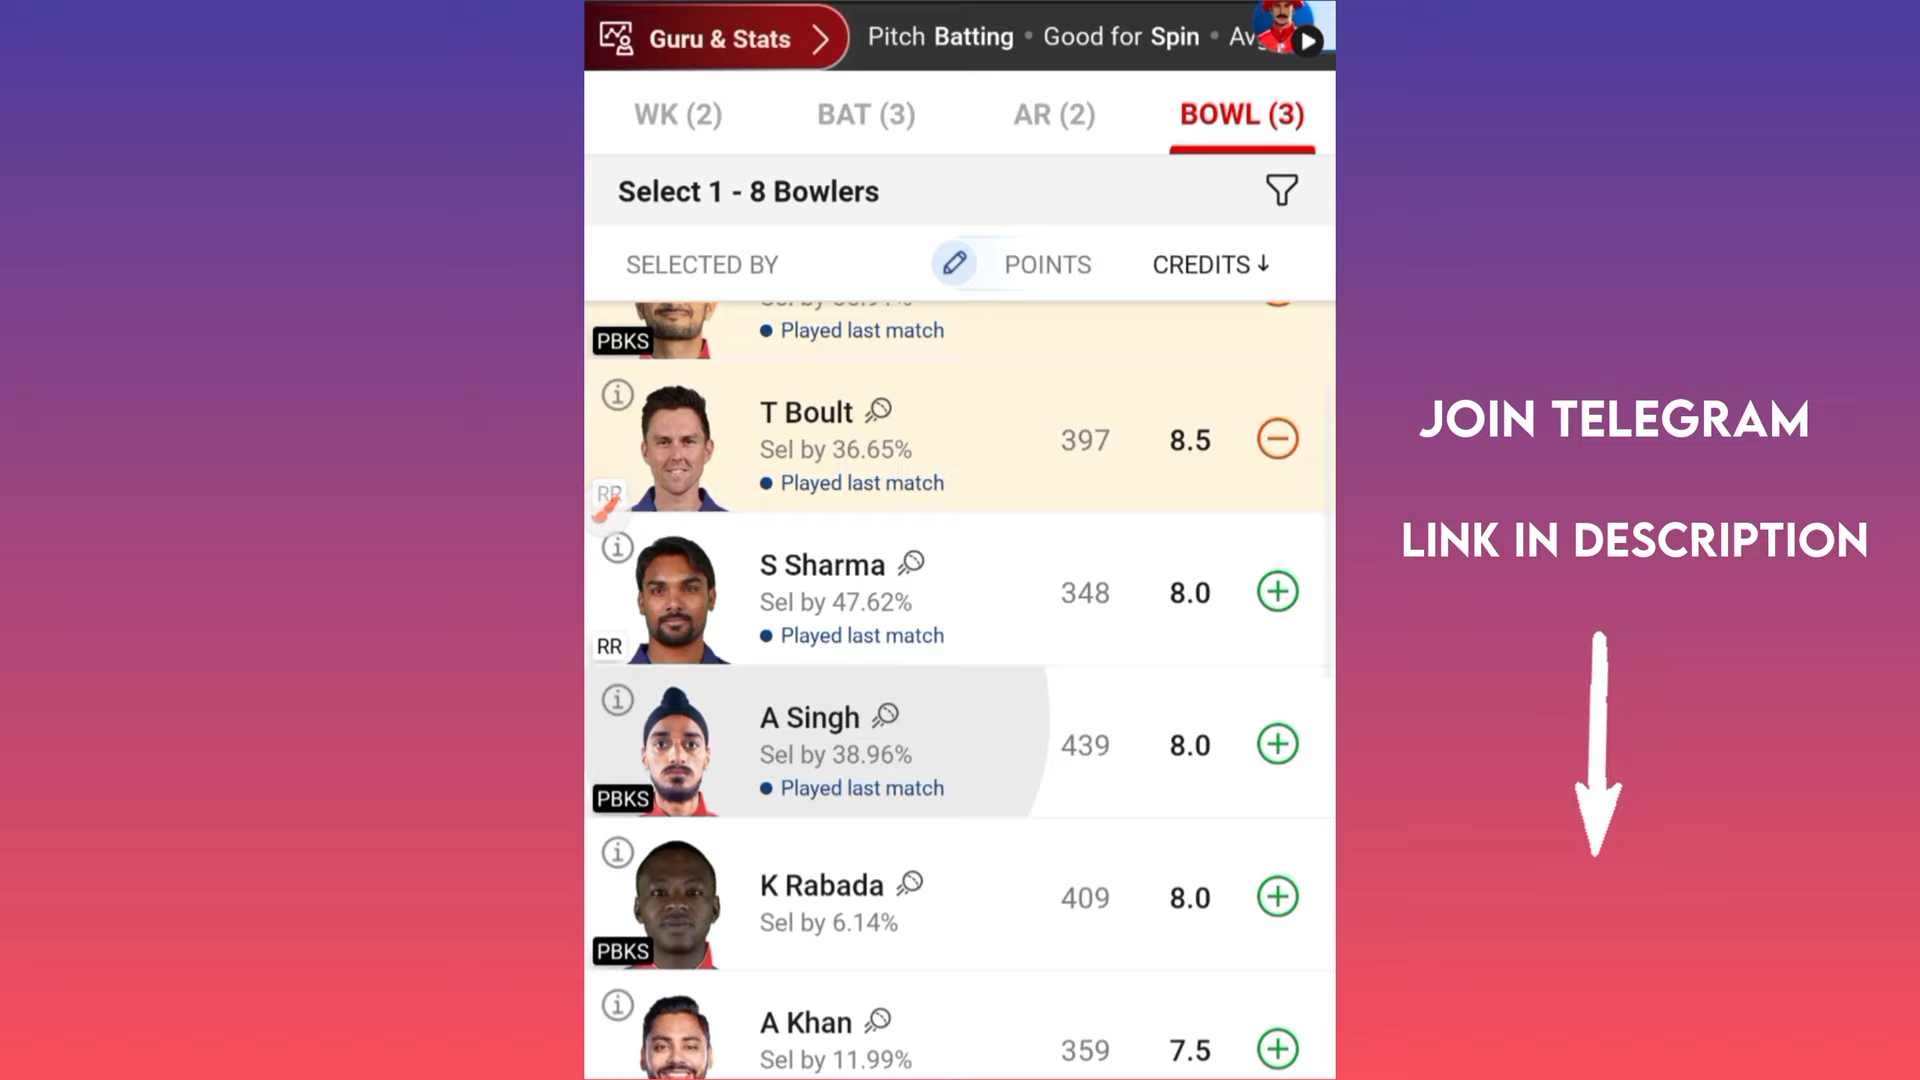 Guru & Stats
Pitch Batting • Good for Spin • Av
WK (2) BAT (3) AR (2) BOWL (3)
Select 1 - 8 Bowlers
SELECTED BY POINTS CREDITS ↓
PBKS
Played last match
T Boult
Sel by 36.65%
397 8.5
Played last match
RR
S Sharma
Sel by 47.62%
348 8.0
Played last match
RR
A Singh
Sel by 38.96%
439 8.0
Played last match
PBKS
K Rabada
Sel by 6.14%
409 8.0
PBKS
A Khan
Sel by 11.99%
359 7.5
JOIN TELEGRAM
LINK IN DESCRIPTION